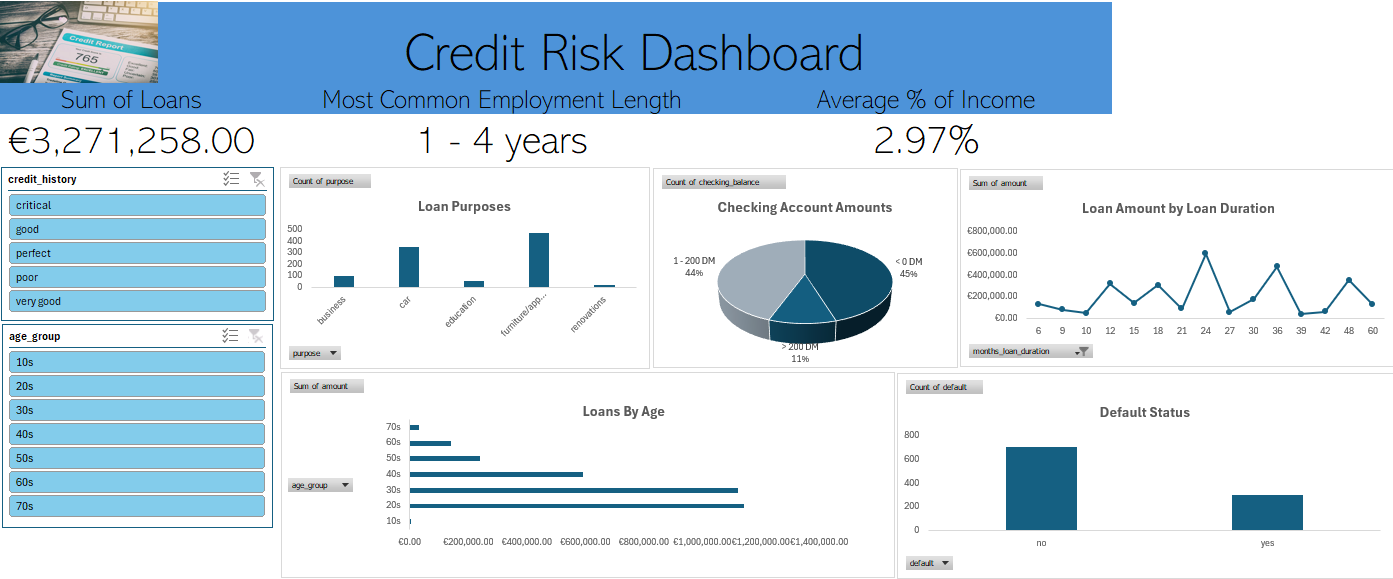 Credit Report
765
Credit Risk Dashboard
Sum of Loans
Most Common Employment Length
Average % of Income
€3,271,258.00
1 - 4 years
2.97%
credit_history
critical
good
perfect
poor
very good
age_group
10s
20s
30s
40s
50s
60s
70s
Count of purpose
Loan Purposes
500
400
300
200
100
0
business
car
education
furniture/app...
renovations
purpose
Count of checking_balance
Checking Account Amounts
1 - 200 DM
44%
< 0 DM
45%
> 200 DM
11%
Sum of amount
Loan Amount by Loan Duration
€800,000.00
€600,000.00
€400,000.00
€200,000.00
€0.00
6 9 10 12 15 18 21 24 27 30 36 39 42 48 60
months_loan_duration
Sum of amount
Loans By Age
70s
60s
50s
40s
30s
20s
10s
€0.00 €200,000.00 €400,000.00 €600,000.00 €800,000.00 €1,000,000.00 €1,200,000.00 €1,400,000.00
age_group
Count of default
Default Status
800
600
400
200
0
no yes
default